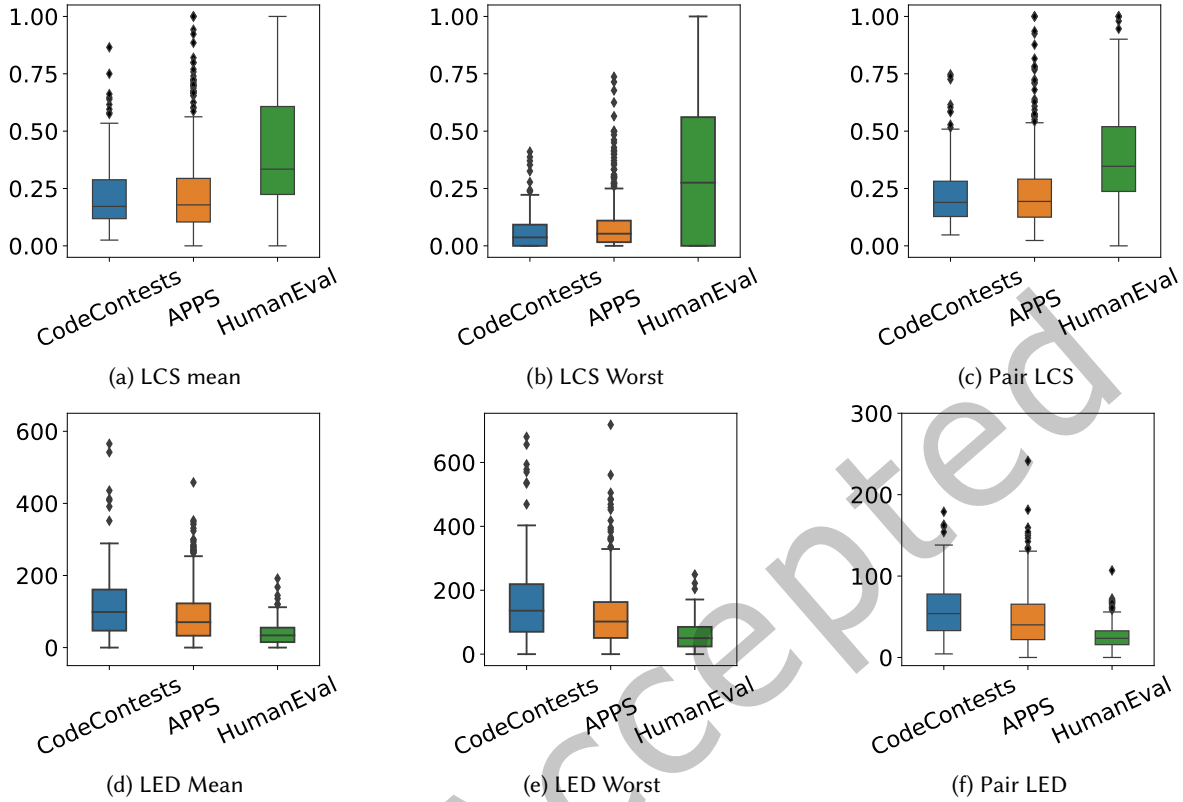 1.00
0.75
0.50
0.25
0.00
CodeContests
APPS
HumanEval
(a) LCS mean
1.00
0.75
0.50
0.25
0.00
CodeContests
APPS
HumanEval
(b) LCS Worst
1.00
0.75
0.50
0.25
0.00
CodeContests
APPS
HumanEval
(c) Pair LCS
600
400
200
0
CodeContests
APPS
HumanEval
(d) LED Mean
600
400
200
0
CodeContests
APPS
HumanEval
(e) LED Worst
300
200
100
0
CodeContests
APPS
HumanEval
(f) Pair LED
Accepted